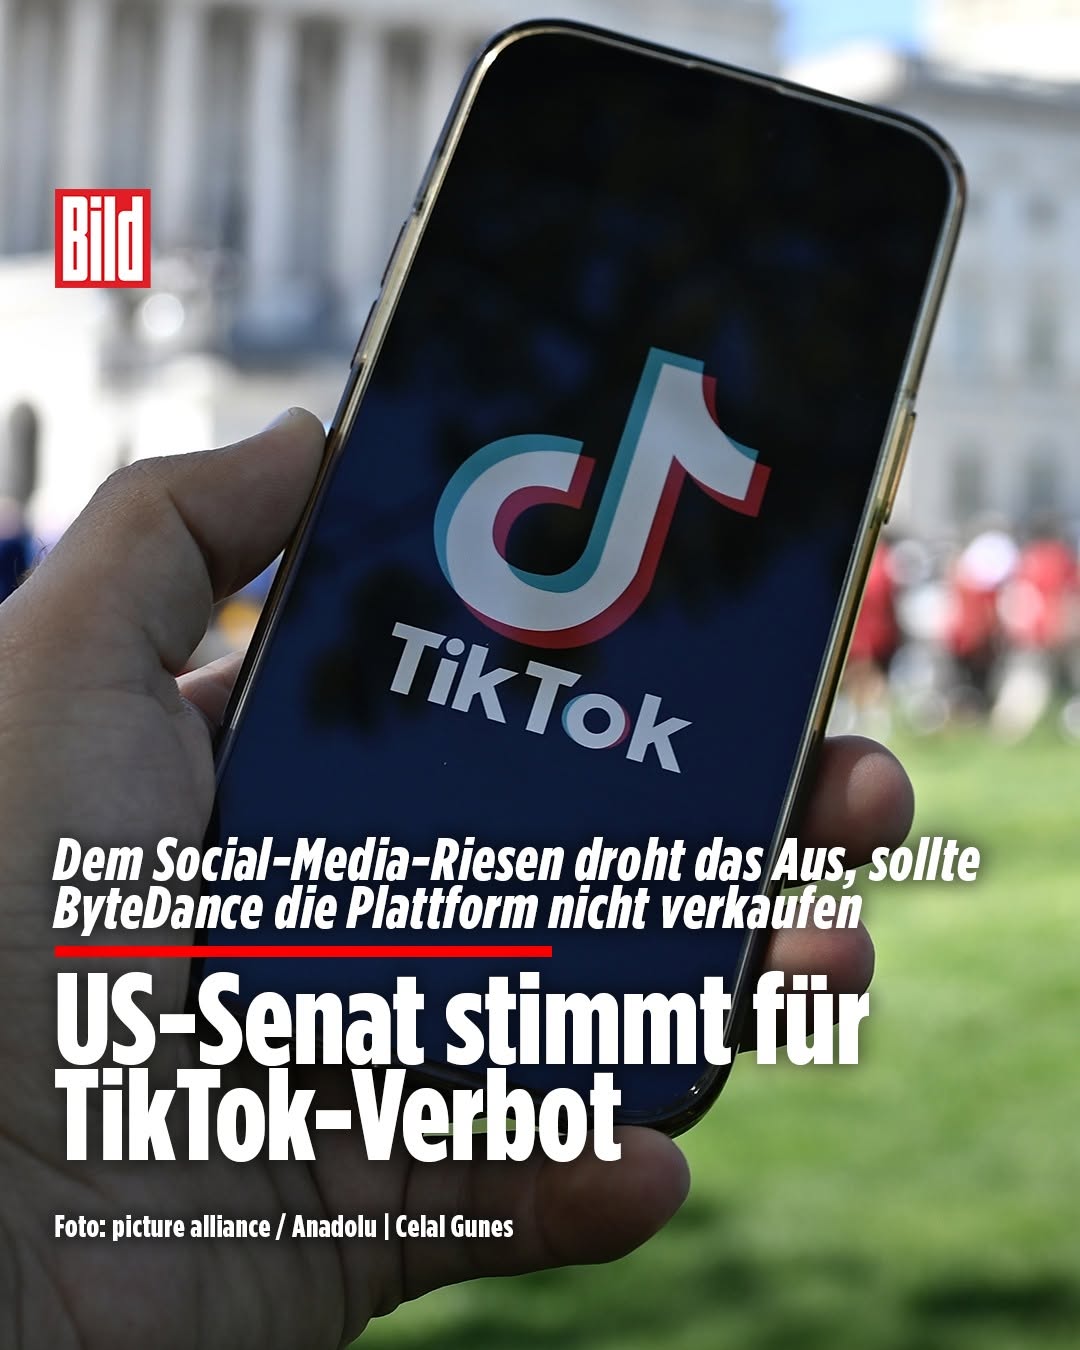 Bild
TikTok
Dem Social-Media-Riesen droht das Aus, sollte
ByteDance die Plattform nicht verkaufen
US-Senat stimmt für
TikTok-Verbot
Foto: picture alliance / Anadolu | Celal Gunes